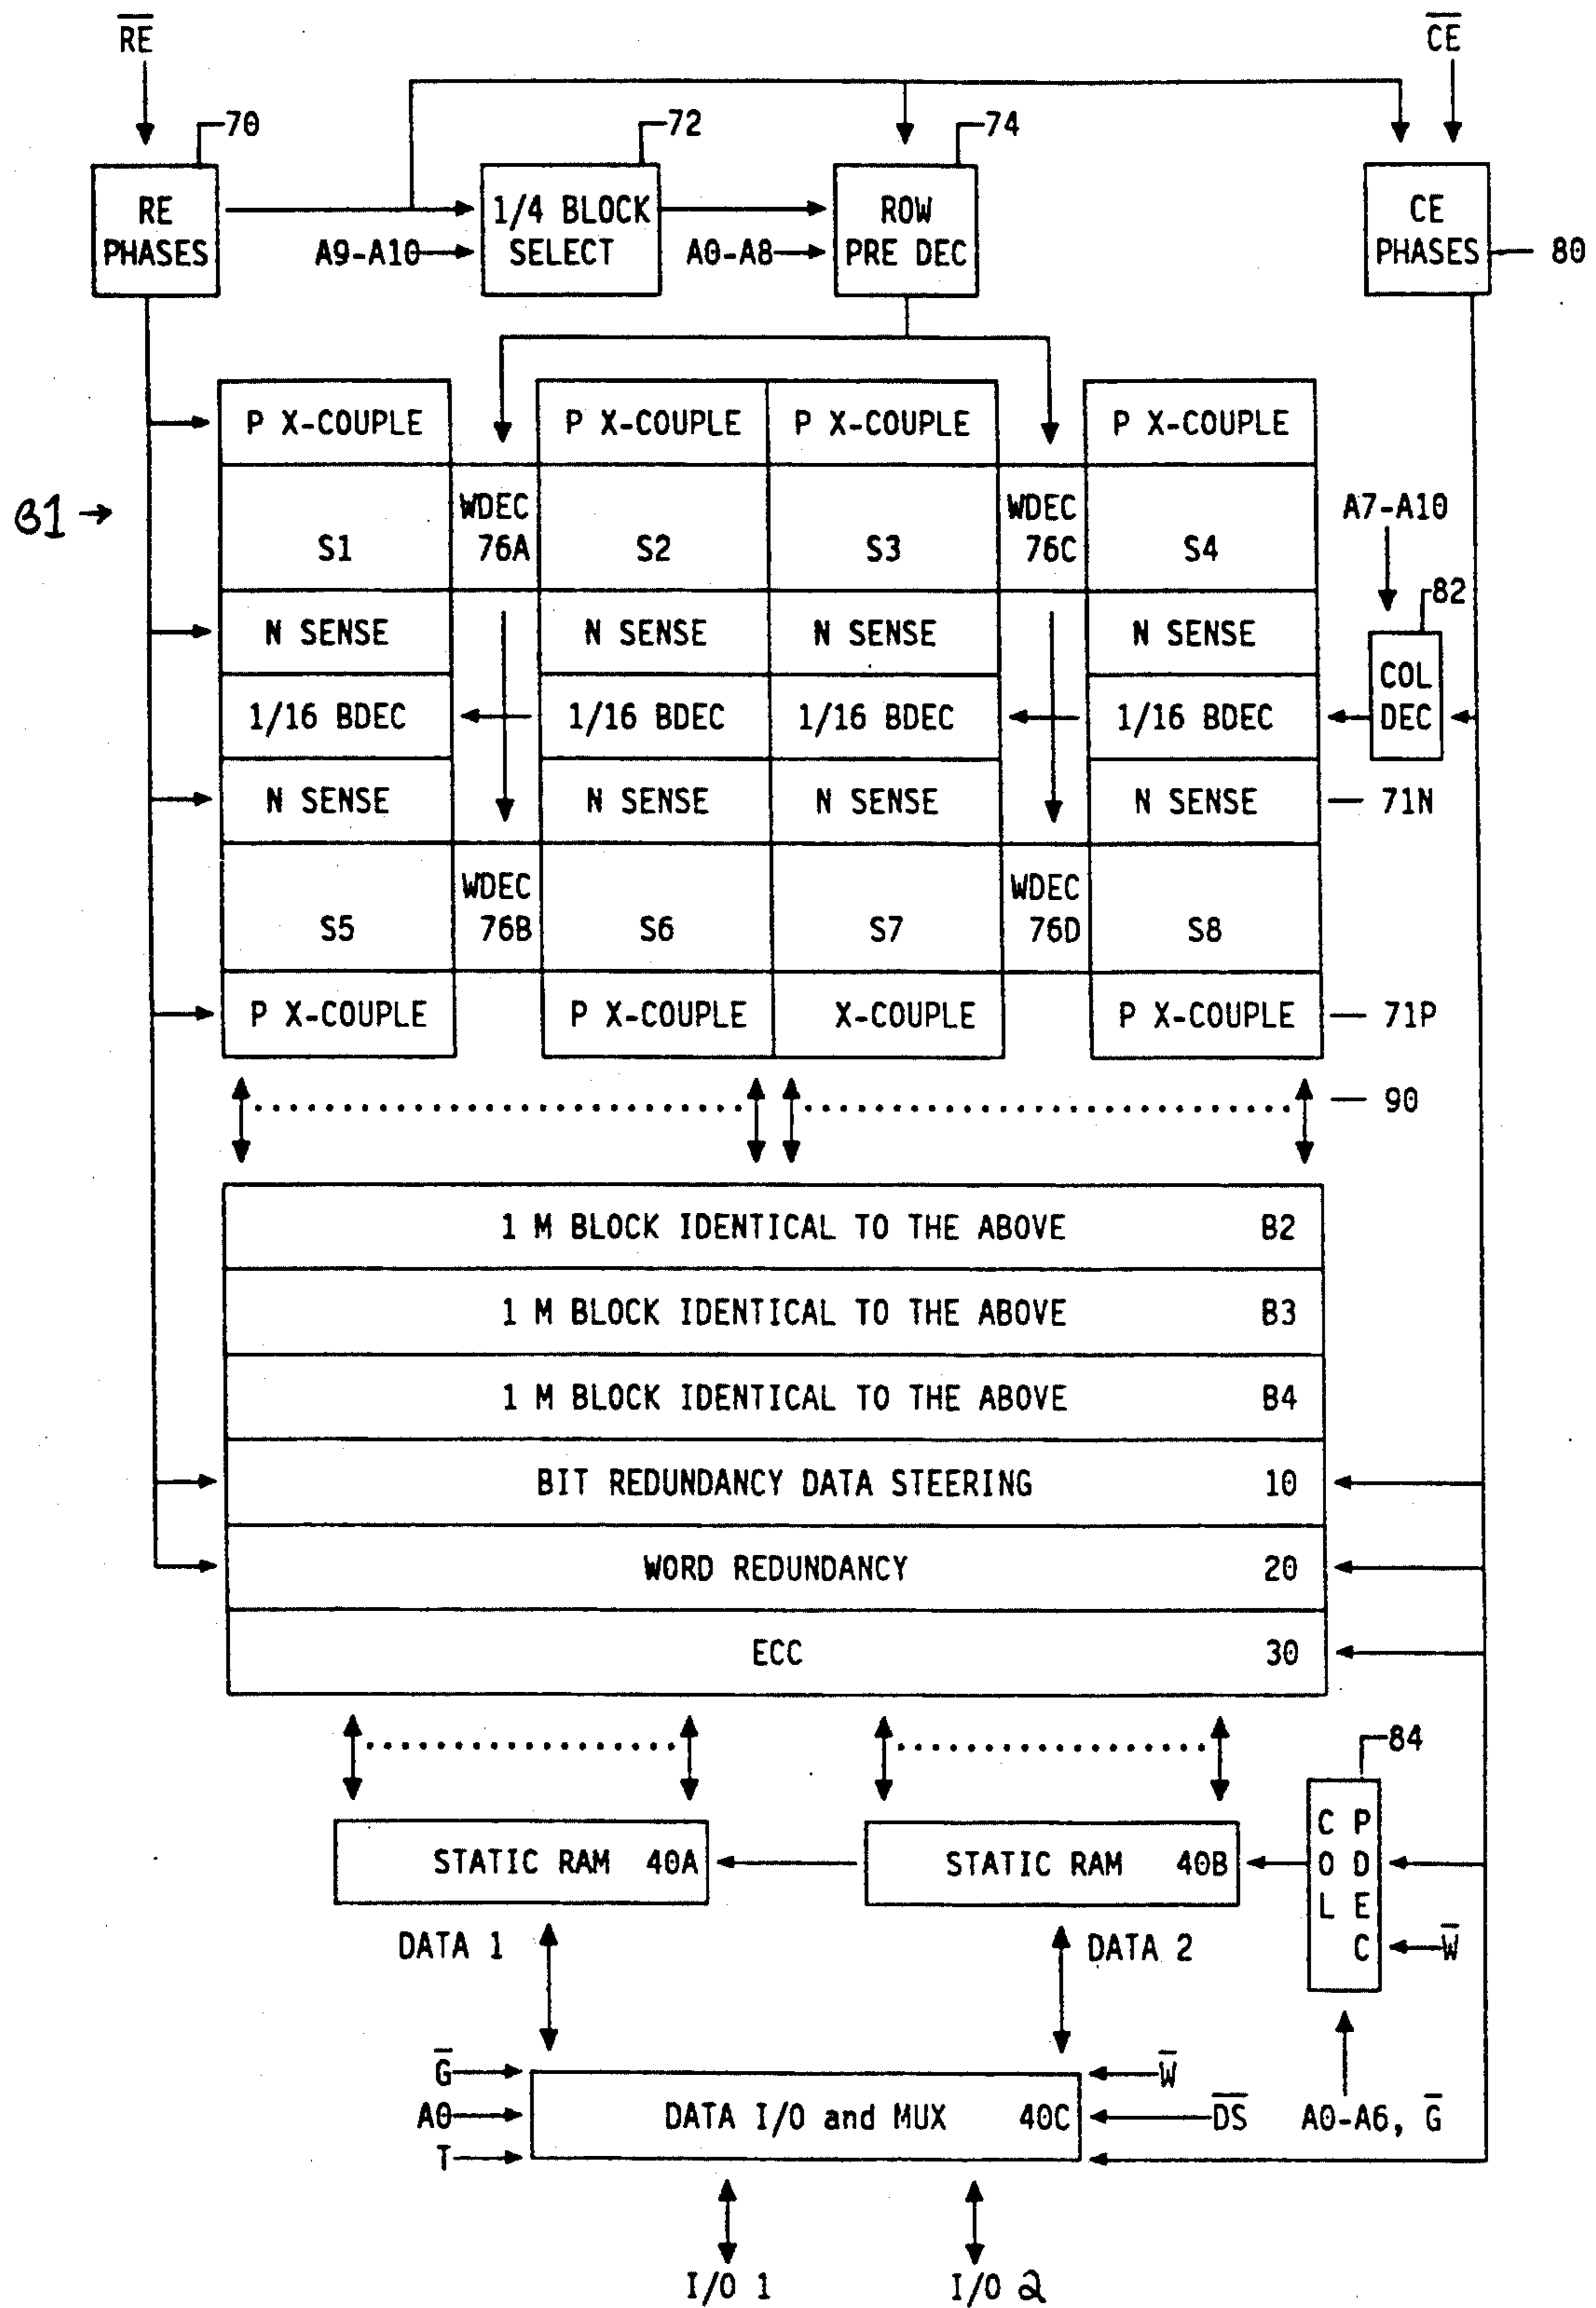 R̅E̅
C̅E̅
70
72
74
RE PHASES
1/4 BLOCK SELECT
ROW PRE DEC
CE PHASES
80
A9-A10
A0-A8
P X-COUPLE P X-COUPLE P X-COUPLE P X-COUPLE
B1
WDEC 76A
WDEC 76C
A7-A10
S1 S2 S3 S4
82
N SENSE N SENSE N SENSE N SENSE
COL DEC
1/16 BDEC 1/16 BDEC 1/16 BDEC 1/16 BDEC
N SENSE N SENSE N SENSE N SENSE
71N
WDEC 76B
WDEC 76D
S5 S6 S7 S8
P X-COUPLE P X-COUPLE X-COUPLE P X-COUPLE
71P
90
1 M BLOCK IDENTICAL TO THE ABOVE B2
1 M BLOCK IDENTICAL TO THE ABOVE B3
1 M BLOCK IDENTICAL TO THE ABOVE B4
BIT REDUNDANCY DATA STEERING 10
WORD REDUNDANCY 20
ECC 30
84
COL PDEC
STATIC RAM 40A
STATIC RAM 40B
W̅
DATA 1
DATA 2
G̅
W̅
A0
DATA I/O and MUX 40C
D̅S̅
A0-A6, G̅
T
I/O 1
I/O 2